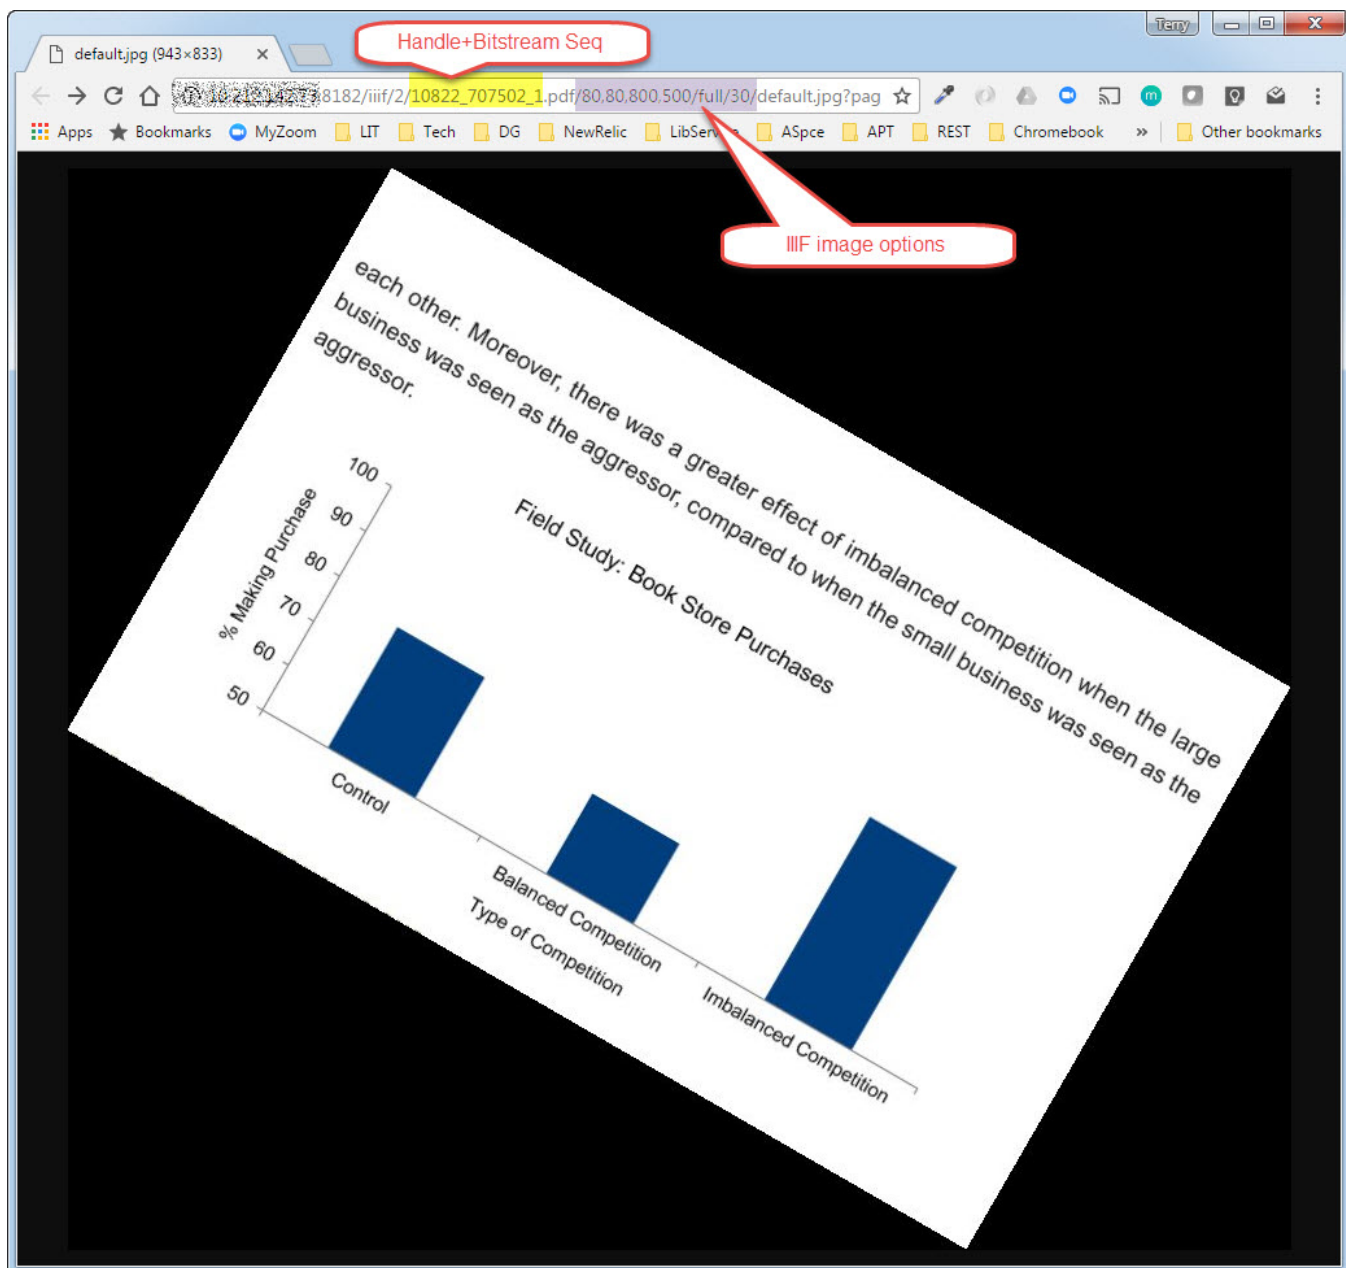 Terry
default.jpg (943×833)
Handle+Bitstream Seq
8182/iiif/2/10822_707502_1.pdf/80,80,800,500/full/30/default.jpg?pag
Apps Bookmarks MyZoom LIT Tech DG NewRelic LibService ASpce APT REST Chromebook » Other bookmarks
IIIF image options
each other. Moreover, there was a greater effect of imbalanced competition when the large
business was seen as the aggressor, compared to when the small business was seen as the
aggressor.
Field Study: Book Store Purchases
% Making Purchase
100
90
80
70
60
50
Control
Balanced Competition
Imbalanced Competition
Type of Competition